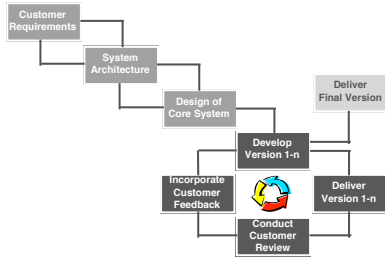 Customer
Requirements
System
Architecture
Design of
Core System
Deliver
Final Version
Develop
Version 1-n
Incorporate
Customer
Feedback
Deliver
Version 1-n
Conduct
Customer
Review